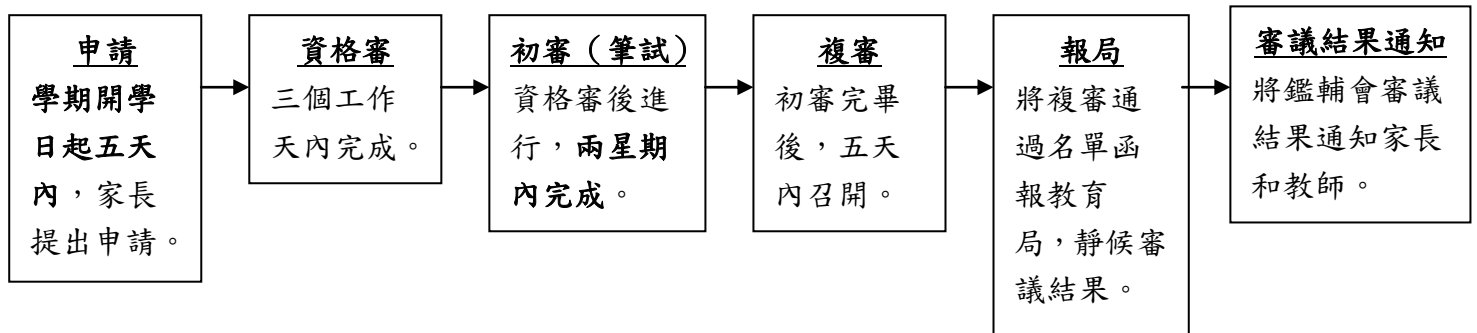 申請
學期開學
日起五天
內，家長
提出申請。
資格審
三個工作
天內完成。
初審（筆試）
資格審後進
行，兩星期
內完成。
複審
初審完畢
後，五天
內召開。
報局
將複審通
過名單函
報教育
局，靜候審
議結果。
審議結果通知
將鑑輔會審議
結果通知家長
和教師。